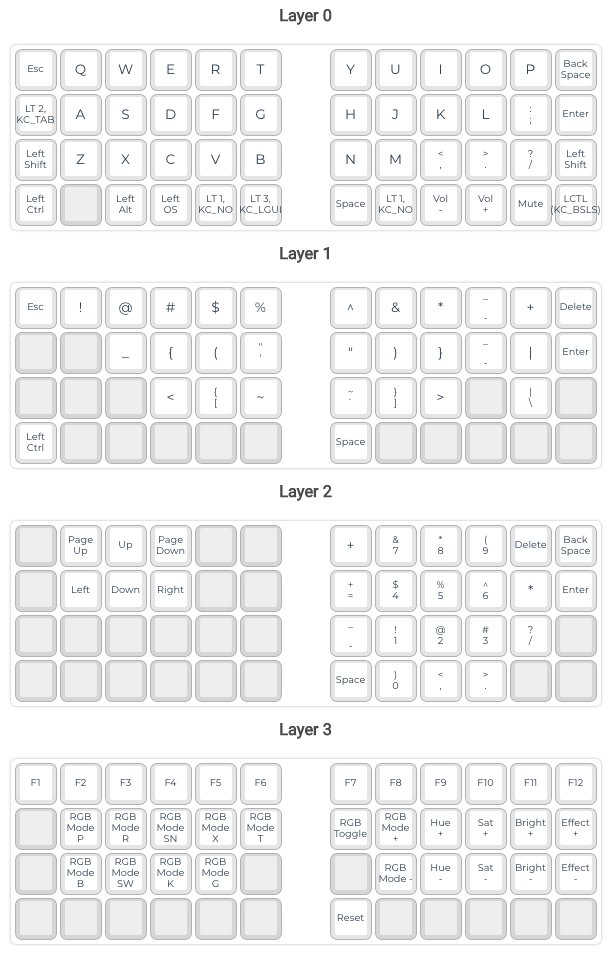 Layer 0
Esc Q W E R T Y U I O P Back Space
LT 2, KC_TAB A S D F G H J K L : ; Enter
Left Shift Z X C V B N M < , > . ? / Left Shift
Left Ctrl Left Alt Left OS LT 1, KC_NO LT 3, KC_LGUI Space LT 1, KC_NO Vol - Vol + Mute LCTL (KC_BSLS)
Layer 1
Esc ! @ # $ % ^ & * _ - + Delete
_ { ( " ' " ) } _ - | Enter
< { [ ~ ~ ` } ] > | \
Left Ctrl Space
Layer 2
Page Up Up Page Down + & 7 * 8 ( 9 Delete Back Space
Left Down Right + = $ 4 % 5 ^ 6 * Enter
_ - ! 1 @ 2 # 3 ? /
Space ) 0 < , > .
Layer 3
F1 F2 F3 F4 F5 F6 F7 F8 F9 F10 F11 F12
RGB Mode P RGB Mode R RGB Mode SN RGB Mode X RGB Mode T RGB Toggle RGB Mode + Hue + Sat + Bright + Effect +
RGB Mode B RGB Mode SW RGB Mode K RGB Mode G RGB Mode - Hue - Sat - Bright - Effect -
Reset